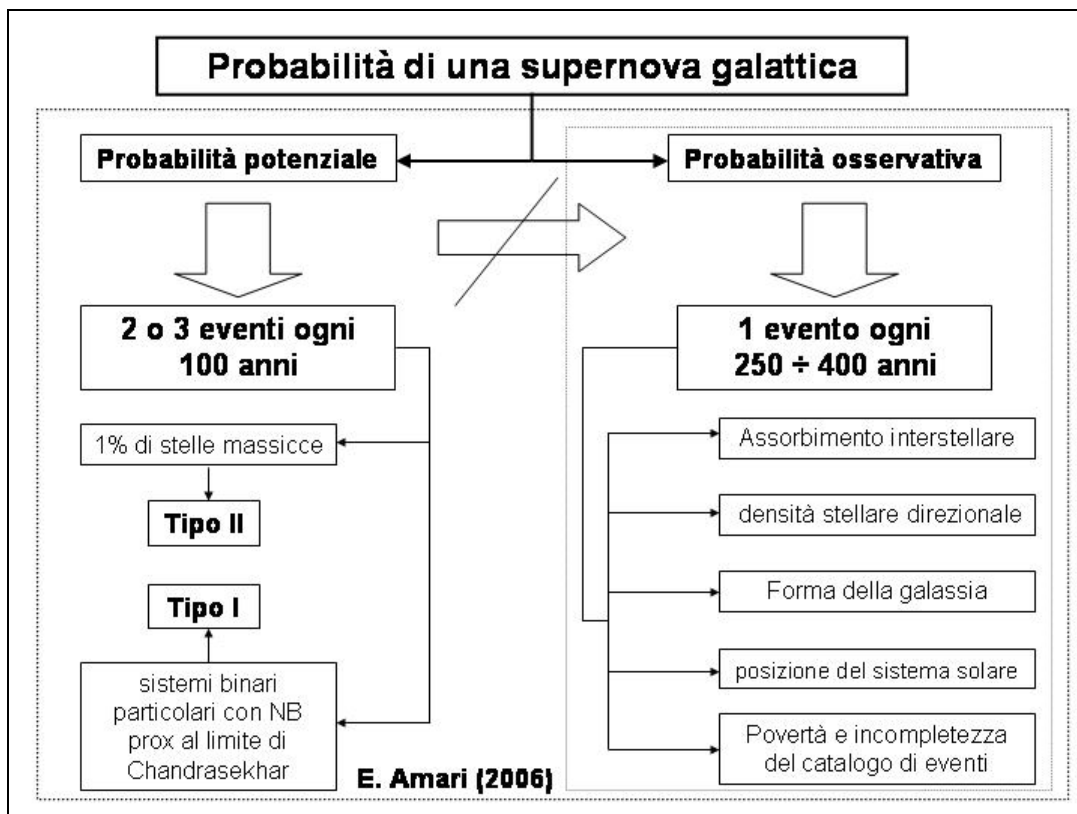 Probabilità di una supernova galattica
Probabilità potenziale
Probabilità osservativa
2 o 3 eventi ogni
100 anni
1 evento ogni
250 ÷ 400 anni
1% di stelle massicce
Tipo II
Tipo I
sistemi binari
particolari con NB
prox al limite di
Chandrasekhar
Assorbimento interstellare
densità stellare direzionale
Forma della galassia
posizione del sistema solare
Povertà e incompletezza
del catalogo di eventi
E. Amari (2006)